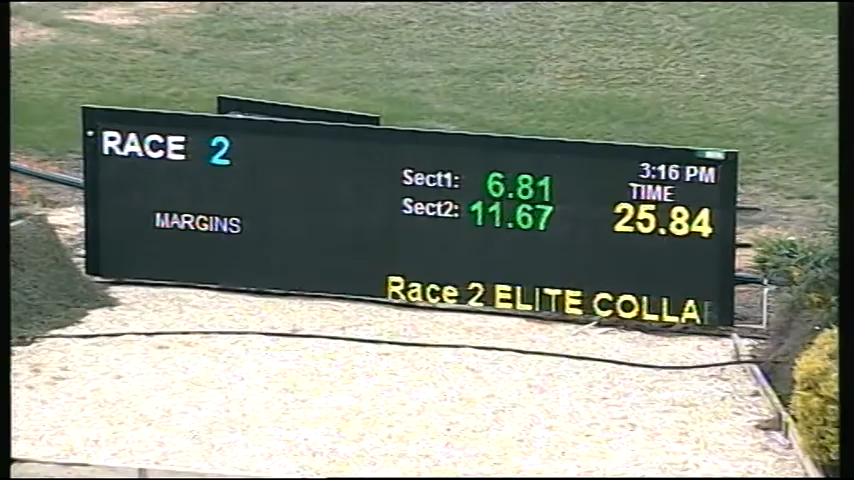 RACE 2
MARGINS
Sect1: 6.81
Sect2: 11.67
3:16 PM
TIME
25.84
Race 2 ELITE COLLA